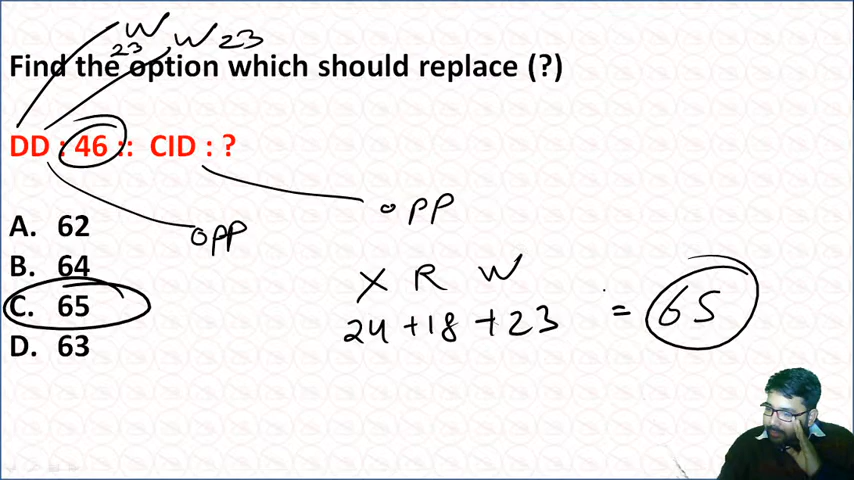 W
23 W 23
Find the option which should replace (?)
DD : 46 :: CID : ?
opp
opp
A. 62
B. 64
C. 65
D. 63
X R W
24 + 18 + 23 = 65